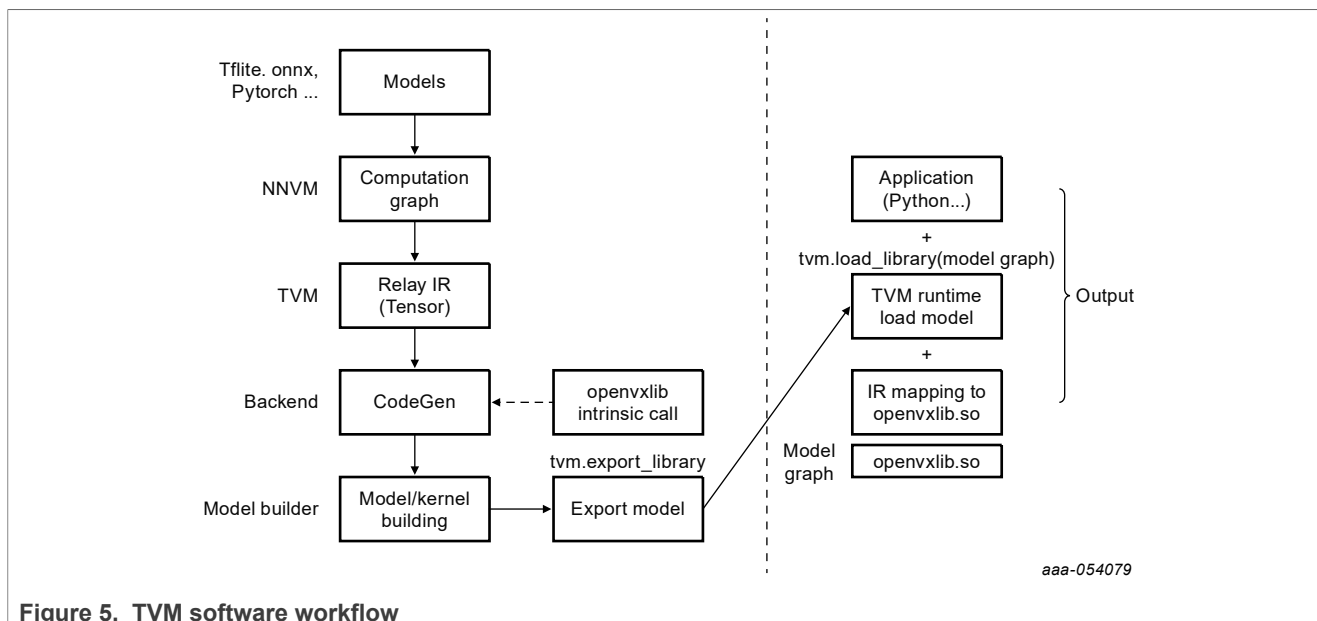 Tflite. onnx,
Pytorch ...
Models
NNVM
Computation
graph
TVM
Relay IR
(Tensor)
Backend
CodeGen
openvxlib
intrinsic call
Model builder
Model/kernel
building
tvm.export_library
Export model
Application
(Python...)
+
tvm.load_library(model graph)
TVM runtime
load model
+
IR mapping to
openvxlib.so
Model
graph
openvxlib.so
Output
aaa-054079
Figure 5. TVM software workflow